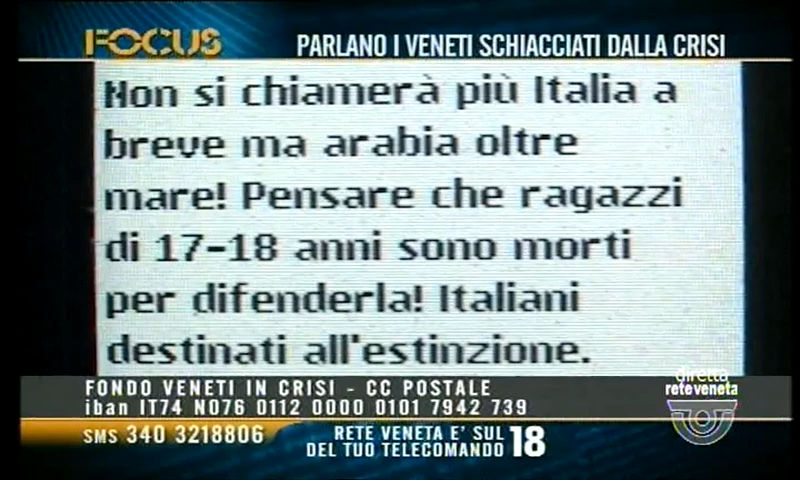 FOCUS
PARLANO I VENETI SCHIACCIATI DALLA CRISI
Non si chiamerà più Italia a
breve ma arabia oltre
mare! Pensare che ragazzi
di 17-18 anni sono morti
per difenderla! Italiani
destinati all'estinzione.
diretta
reteveneta
FONDO VENETI IN CRISI - CC POSTALE
iban IT74 N076 0112 0000 0101 7942 739
SMS 340 3218806
RETE VENETA E' SUL
DEL TUO TELECOMANDO 18